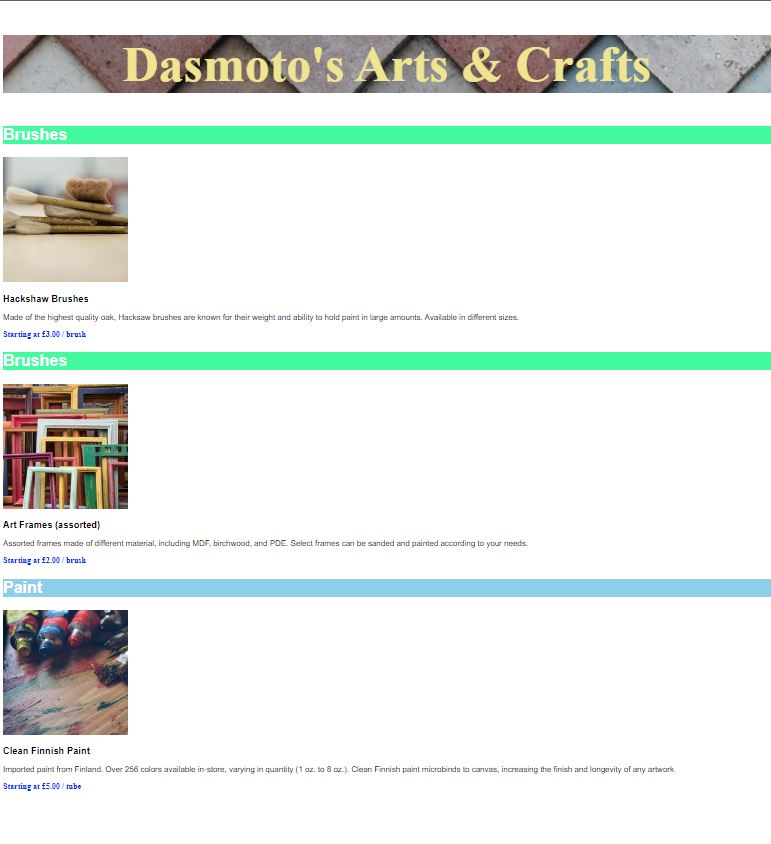 Dasmoto's Arts & Crafts
Brushes
Hackshaw Brushes
Made of the highest quality oak, Hacksaw brushes are known for their weight and ability to hold paint in large amounts. Available in different sizes.
Starting at £3.00 / brush
Brushes
Art Frames (assorted)
Assorted frames made of different material, including MDF, birchwood, and PDE. Select frames can be sanded and painted according to your needs.
Starting at £2.00 / brush
Paint
Clean Finnish Paint
Imported paint from Finland. Over 256 colors available in-store, varying in quantity (1 oz. to 8 oz.). Clean Finnish paint microbinds to canvas, increasing the finish and longevity of any artwork
Starting at £5.00 / tube